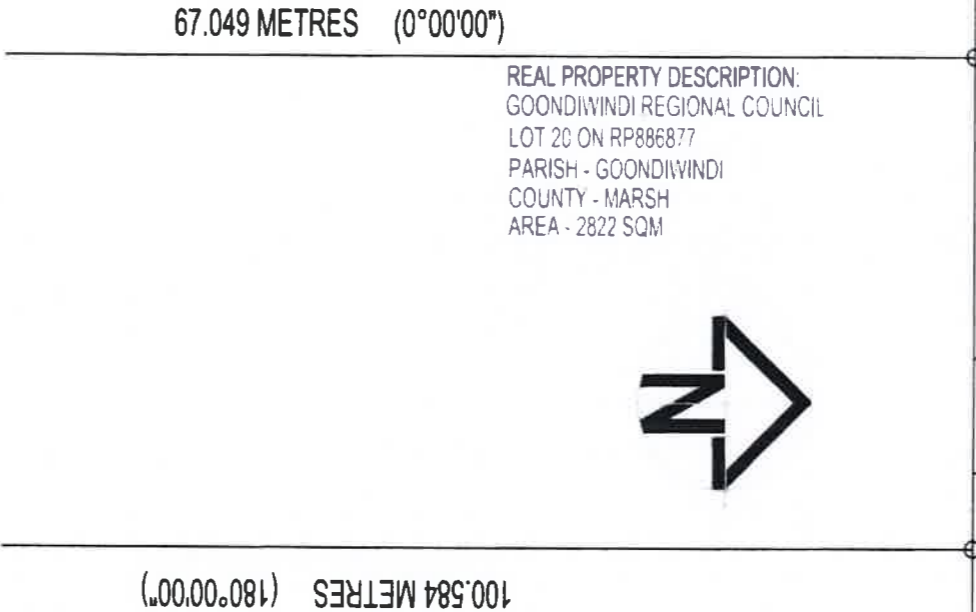 67.049 METRES (0°00'00")
REAL PROPERTY DESCRIPTION:
GOONDIWINDI REGIONAL COUNCIL
LOT 20 ON RP886877
PARISH - GOONDIWINDI
COUNTY - MARSH
AREA - 2822 SQM
N
100.584 METRES (180°00'00")